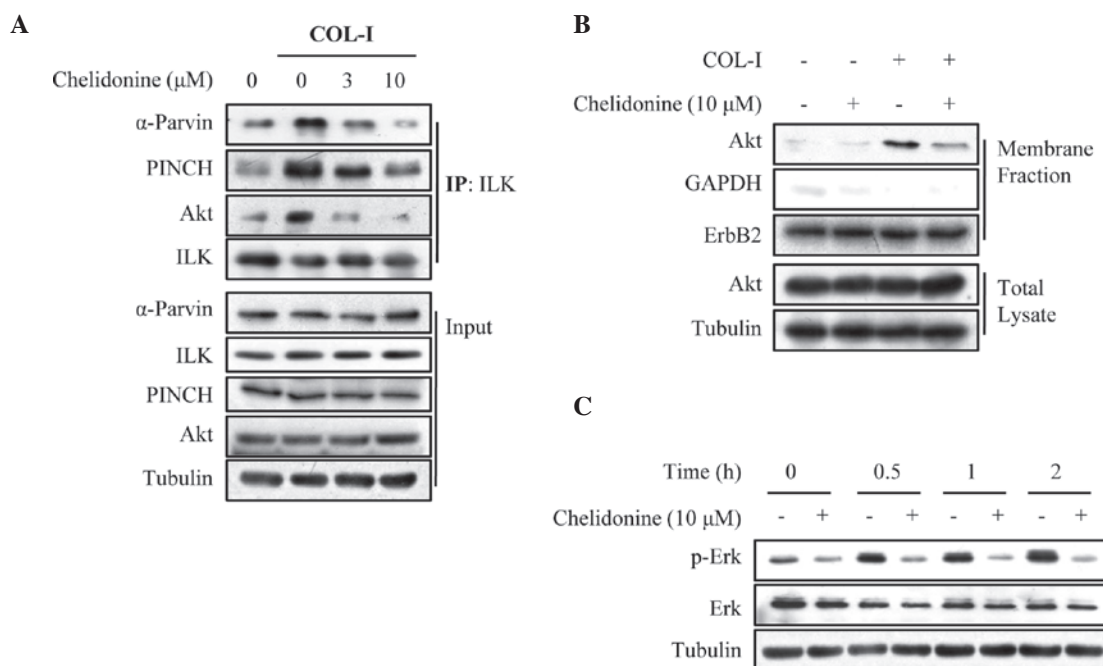 A
COL-I
Chelidonine (μM) 0 0 3 10
α-Parvin
PINCH
Akt
ILK
IP: ILK
α-Parvin
ILK
PINCH
Akt
Tubulin
Input
B
COL-I - - + +
Chelidonine (10 μM) - + - +
Akt
GAPDH
ErbB2
Membrane
Fraction
Akt
Tubulin
Total
Lysate
C
Time (h) 0 0.5 1 2
Chelidonine (10 μM) - + - + - + - +
p-Erk
Erk
Tubulin